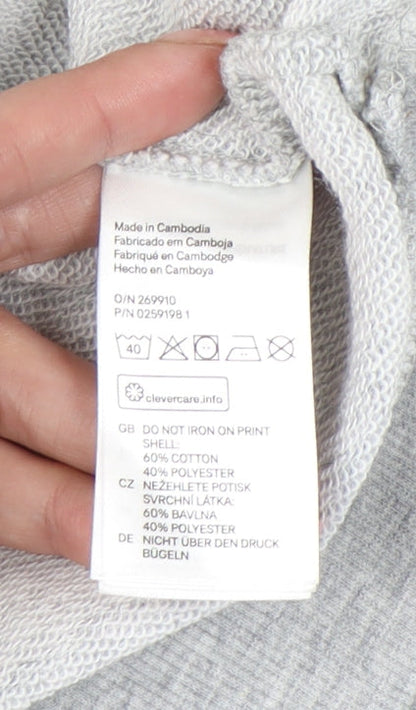 Made in Cambodia
Fabricado em Camboja
Fabriqué en Cambodge
Hecho en Camboya
O/N 269910
P/N 0259198 1
40
clevercare.info
GB DO NOT IRON ON PRINT
SHELL:
60% COTTON
40% POLYESTER
CZ NEŽEHLETE POTISK
SVRCHNÍ LÁTKA:
60% BAVLNA
40% POLYESTER
DE NICHT ÜBER DEN DRUCK
BÜGELN